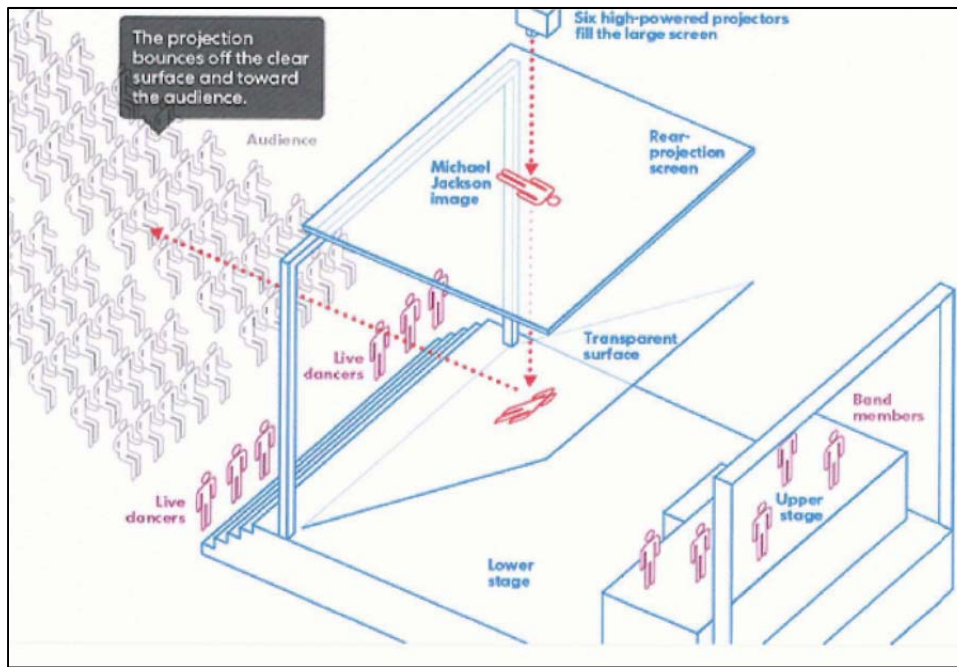 Six high-powered projectors
fill the large screen
The projection
bounces off the clear
surface and toward
the audience.
Audience
Rear-
projection
screen
Michael
Jackson
image
Transparent
surface
Live
dancers
Band
members
Upper
stage
Live
dancers
Lower
stage